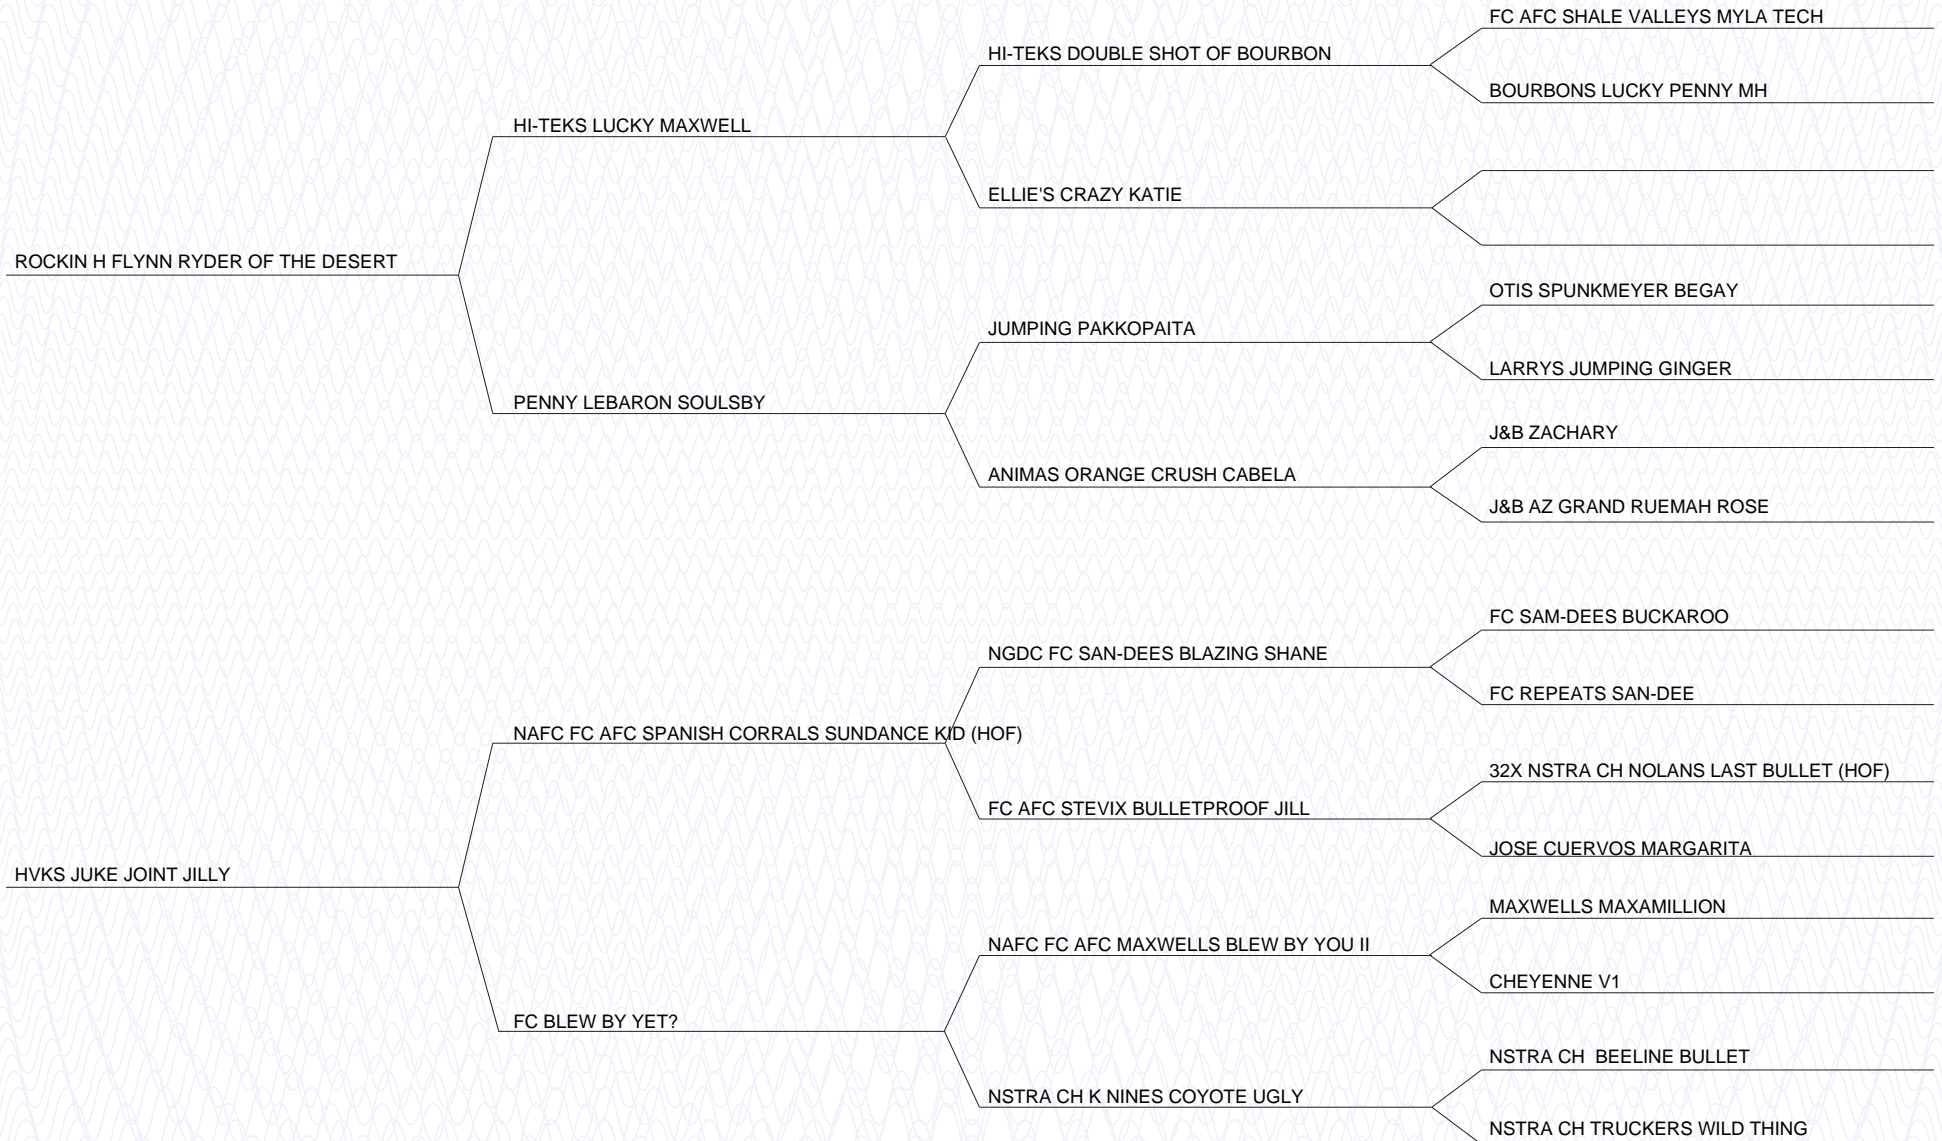 FC AFC SHALE VALLEYS MYLA TECH
HI-TEKS DOUBLE SHOT OF BOURBON
BOURBONS LUCKY PENNY MH
HI-TEKS LUCKY MAXWELL
ELLIE'S CRAZY KATIE
ROCKIN H FLYNN RYDER OF THE DESERT
OTIS SPUNKMEYER BEGAY
JUMPING PAKKOPAITA
LARRYS JUMPING GINGER
PENNY LEBARON SOULSBY
J&B ZACHARY
ANIMAS ORANGE CRUSH CABELA
J&B AZ GRAND RUEMAH ROSE
FC SAM-DEES BUCKAROO
NGDC FC SAN-DEES BLAZING SHANE
FC REPEATS SAN-DEE
NAFC FC AFC SPANISH CORRALS SUNDANCE KID (HOF)
32X NSTRA CH NOLANS LAST BULLET (HOF)
FC AFC STEVIX BULLETPROOF JILL
JOSE CUERVOS MARGARITA
HVKS JUKE JOINT JILLY
MAXWELLS MAXAMILLION
NAFC FC AFC MAXWELLS BLEW BY YOU II
CHEYENNE V1
FC BLEW BY YET?
NSTRA CH  BEELINE BULLET
NSTRA CH K NINES COYOTE UGLY
NSTRA CH TRUCKERS WILD THING